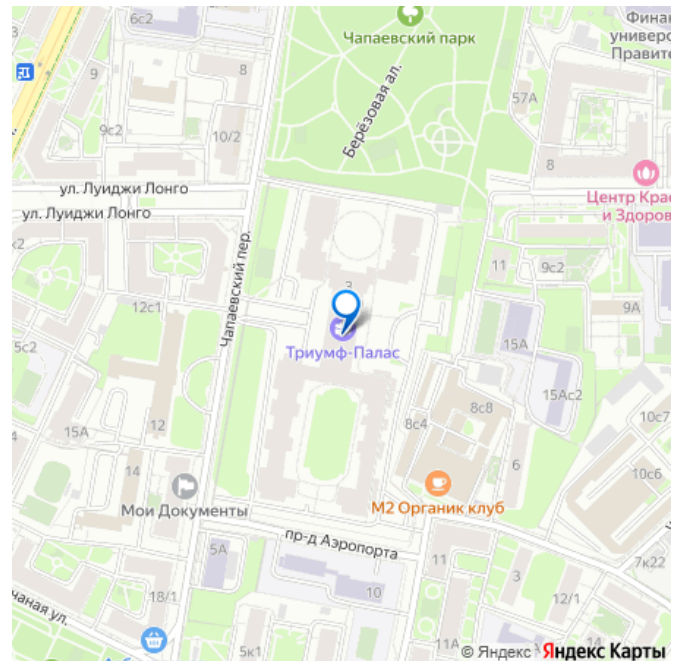 6с2
Чапаевский парк
Финан
универс
Правите
9
8
57А
Берёзовая ал.
9с2
10/2
8
Центр Крас
и Здоров
ул. Луиджи Лонго
ул. Луиджи Лонго
к2
Чапаевский пер.
11
9с2
3
12с1
9А
5с2
Триумф-Палас
15А
15Ас2
8с8
8с4
10с7
15А
12
14
6
10с6
Мои Документы
М2 Органик клуб
пр-д Аэропорта
5А
11
3
7к22
10
18/1
12/1
наная ул.
5к1
11А
© Яндекс
Яндекс Карты